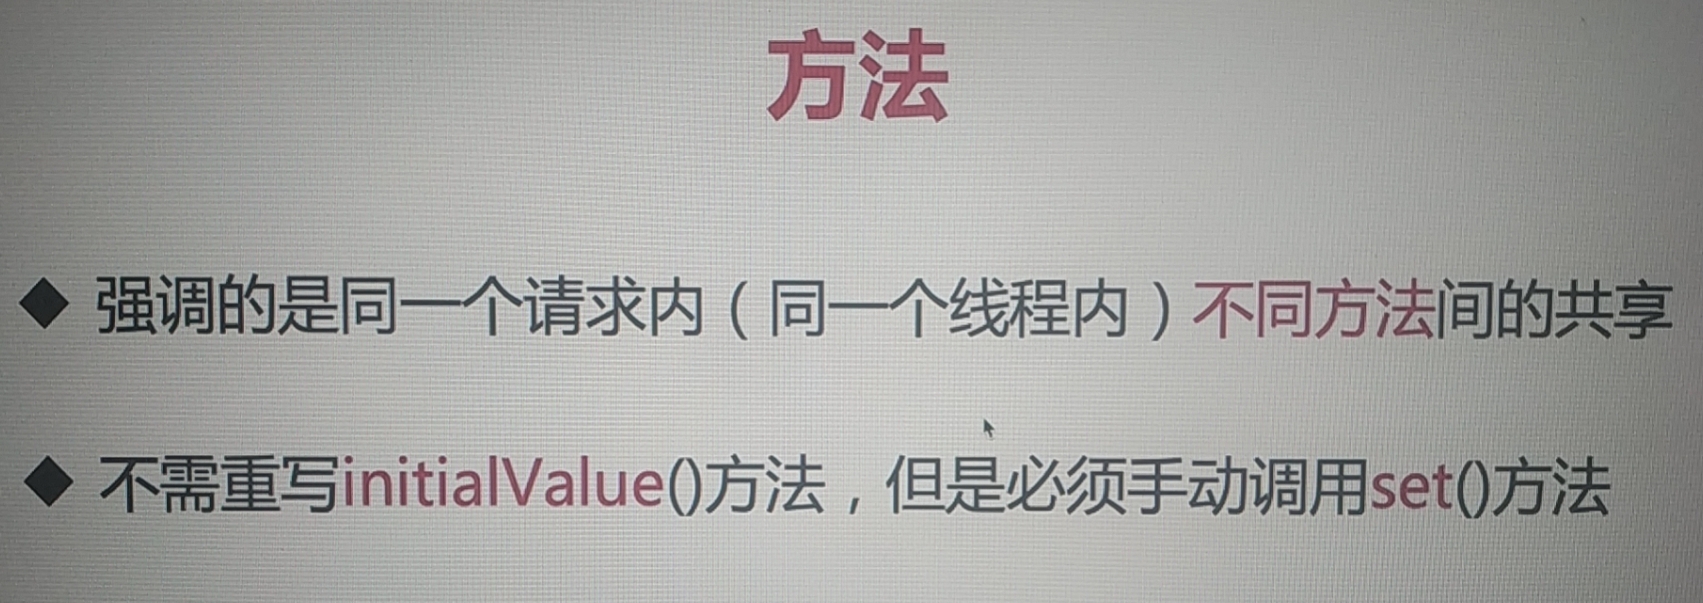 方法
◆ 强调的是同一个请求内（同一个线程内）不同方法间的共享
◆ 不需重写initialValue()方法，但是必须手动调用set()方法